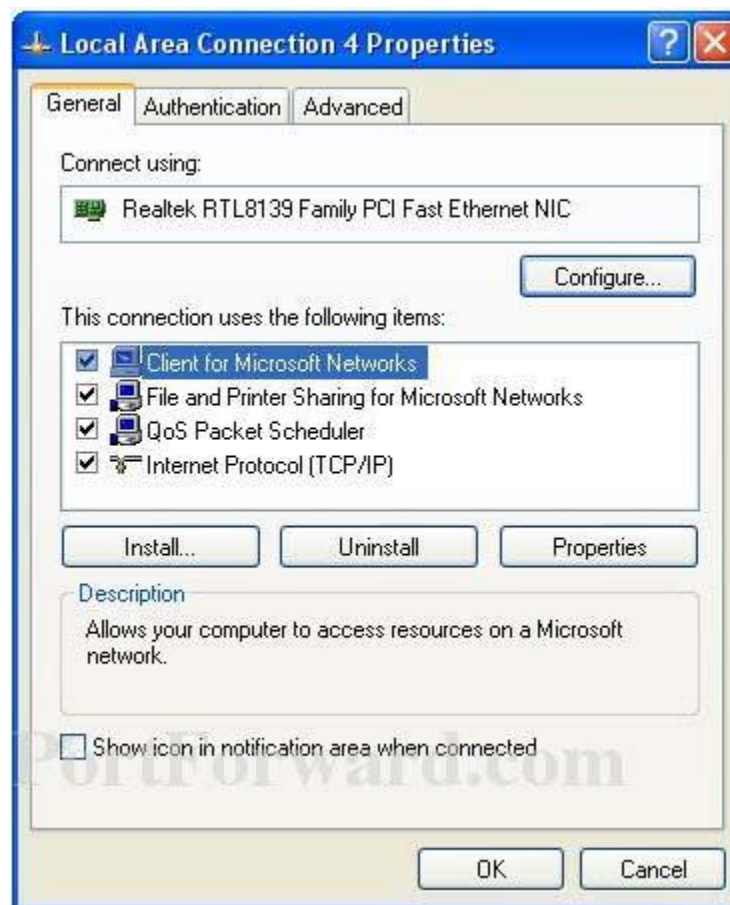 Local Area Connection 4 Properties
General Authentication Advanced
Connect using:
Realtek RTL8139 Family PCI Fast Ethernet NIC
Configure...
This connection uses the following items:
Client for Microsoft Networks
File and Printer Sharing for Microsoft Networks
QoS Packet Scheduler
Internet Protocol (TCP/IP)
Install... Uninstall Properties
Description
Allows your computer to access resources on a Microsoft
network.
Show icon in notification area when connected
PortForward.com
OK Cancel